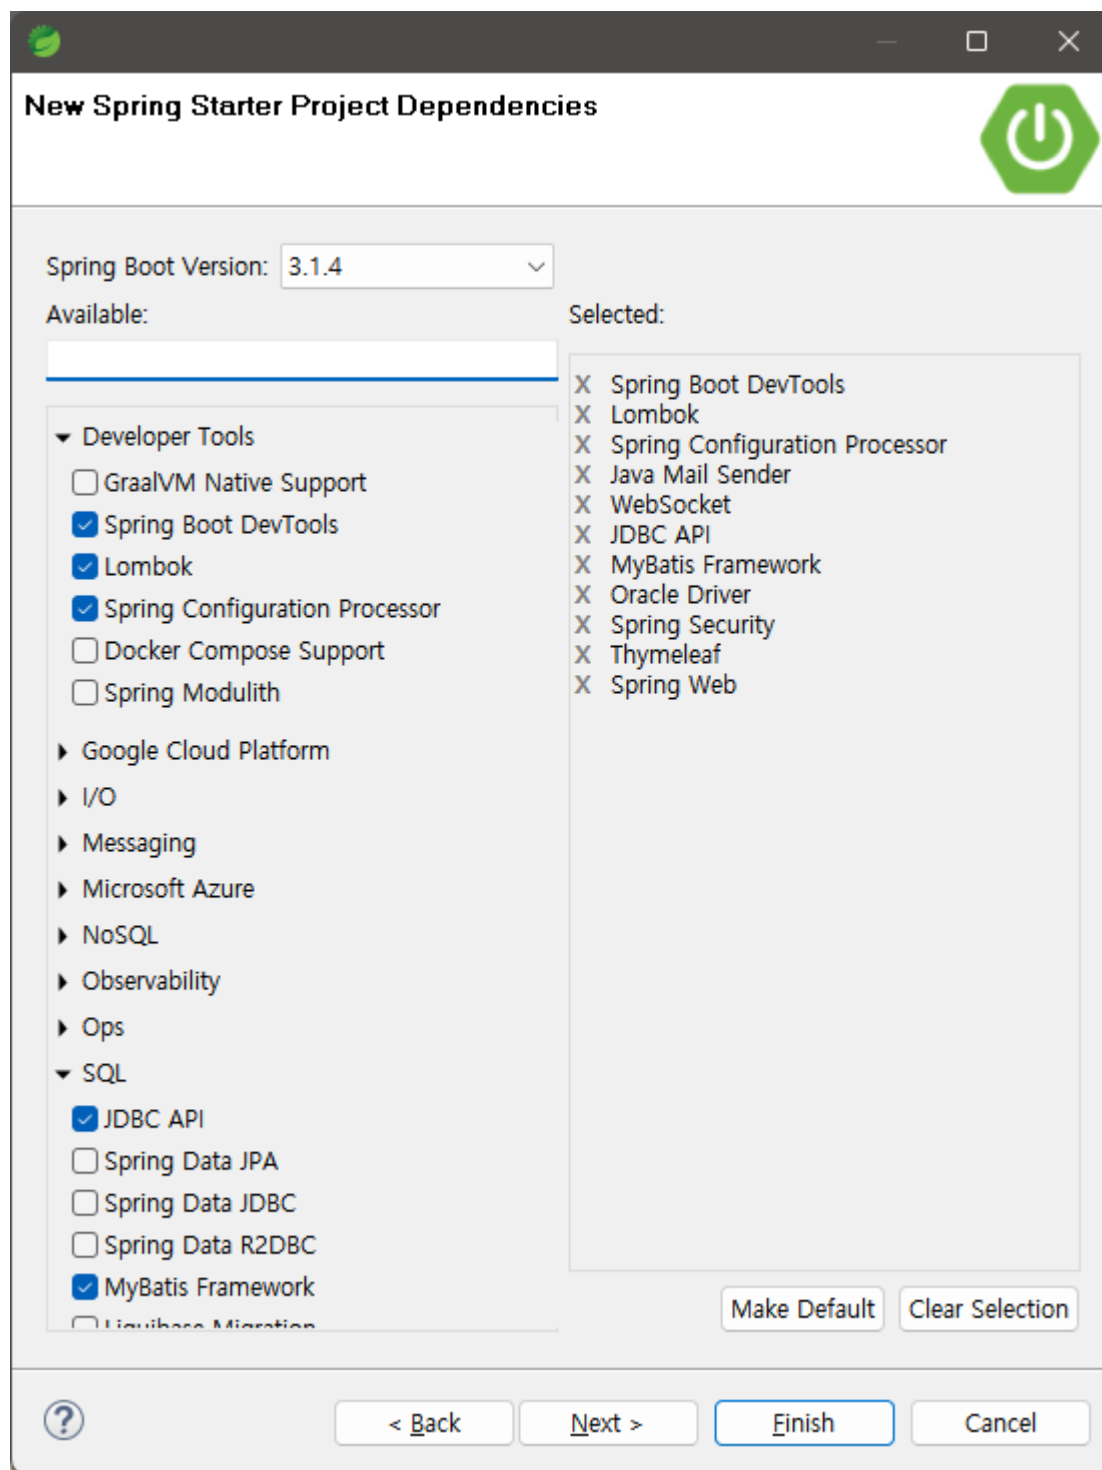 New Spring Starter Project Dependencies
Spring Boot Version: 3.1.4
Available:
Developer Tools
GraalVM Native Support
Spring Boot DevTools
Lombok
Spring Configuration Processor
Docker Compose Support
Spring Modulith
Google Cloud Platform
I/O
Messaging
Microsoft Azure
NoSQL
Observability
Ops
SQL
JDBC API
Spring Data JPA
Spring Data JDBC
Spring Data R2DBC
MyBatis Framework
Liquibase Migration
Selected:
X Spring Boot DevTools
X Lombok
X Spring Configuration Processor
X Java Mail Sender
X WebSocket
X JDBC API
X MyBatis Framework
X Oracle Driver
X Spring Security
X Thymeleaf
X Spring Web
Make Default Clear Selection
? < Back Next > Finish Cancel